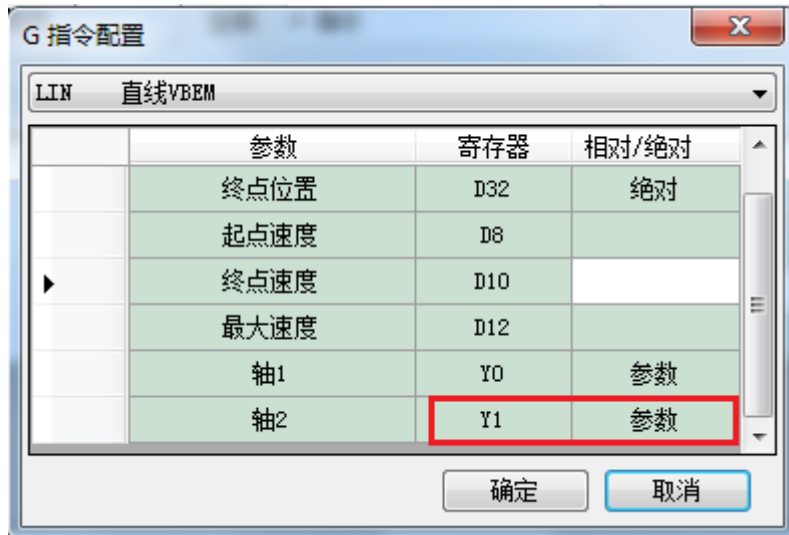 G 指令配置
LIN 直线VBEM
参数 寄存器 相对/绝对
终点位置 D32 绝对
起点速度 D8
终点速度 D10
最大速度 D12
轴1 Y0 参数
轴2 Y1 参数
确定 取消